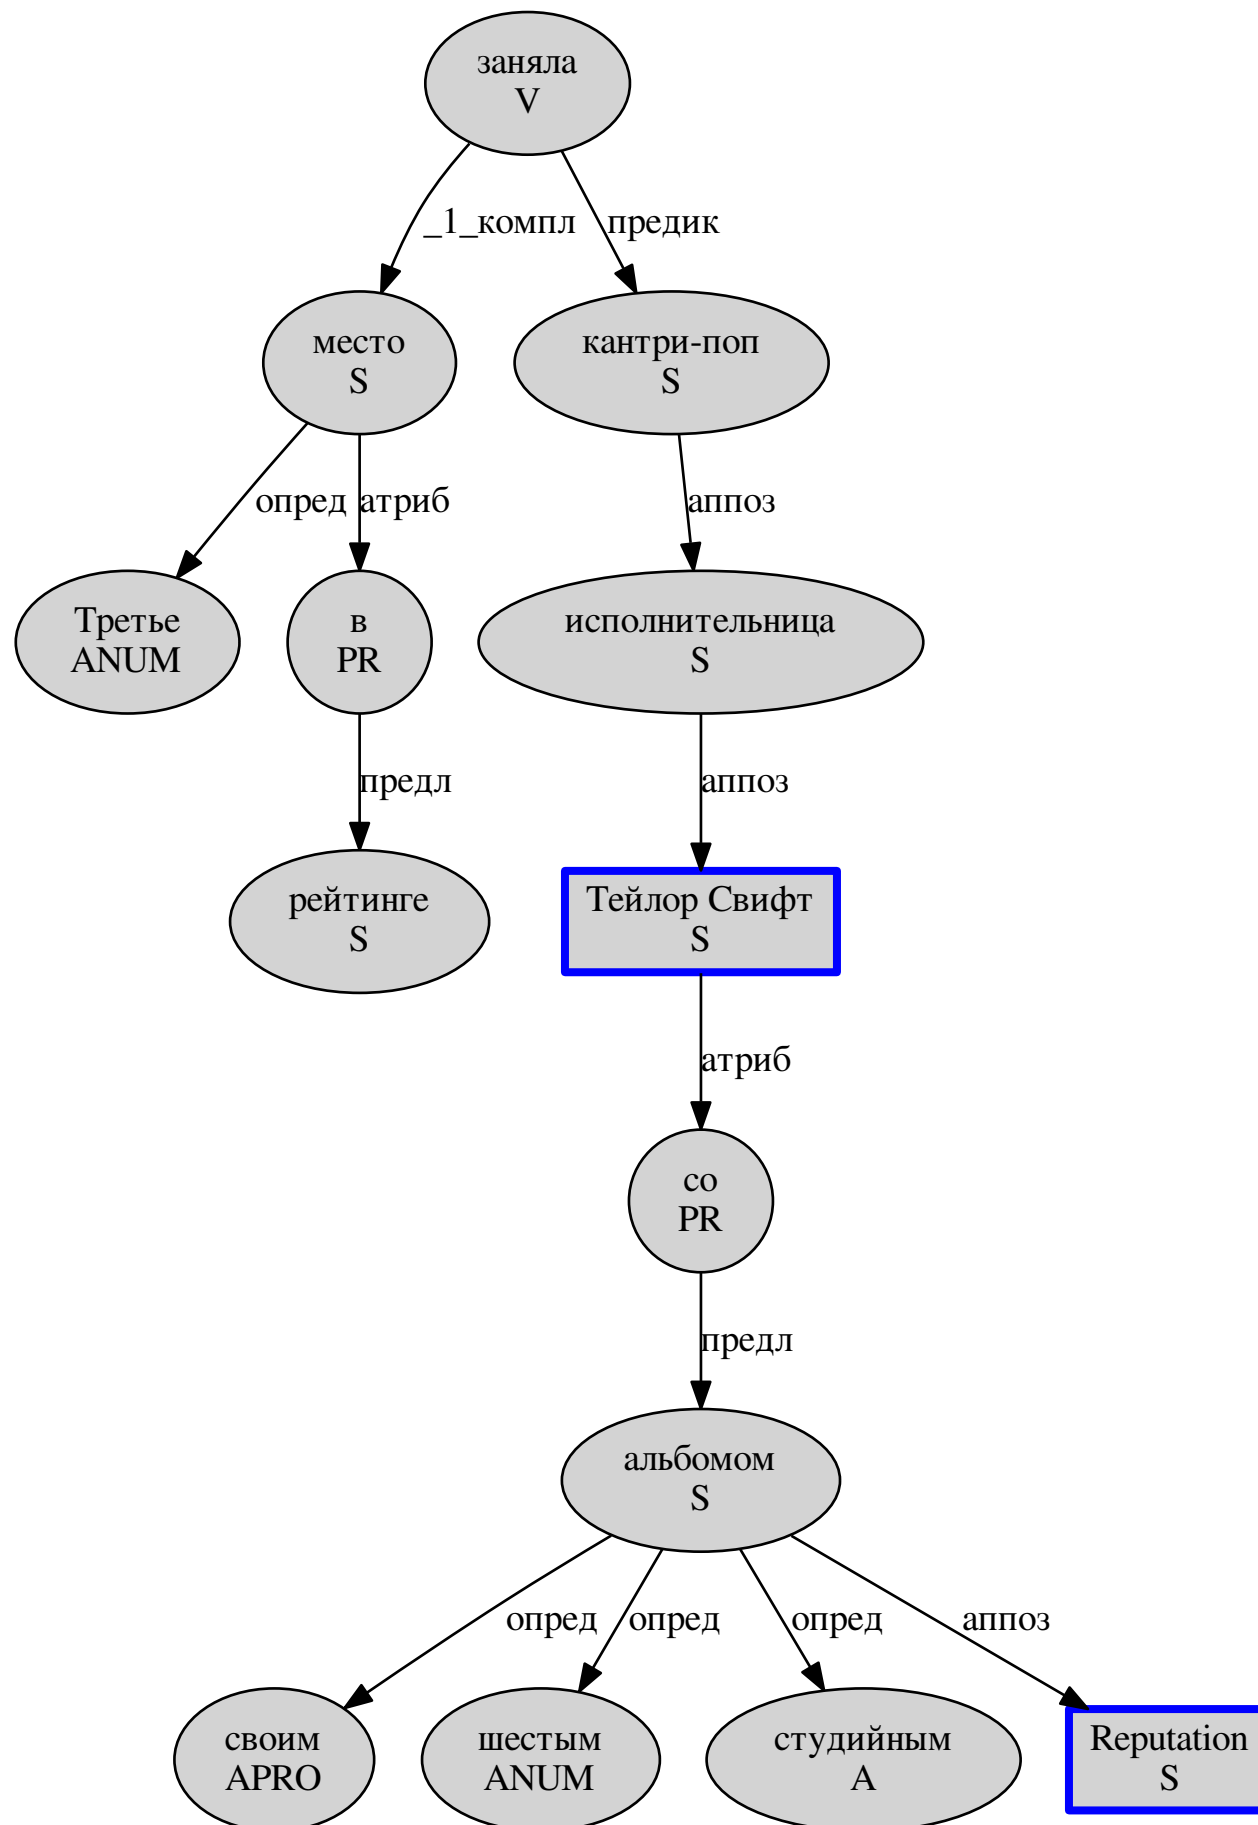 заняла
V
_1_компл
предик
место
S
кантри-поп
S
опред
атриб
аппоз
Третье
ANUM
в
PR
исполнительница
S
предл
аппоз
рейтинге
S
Тейлор Свифт
S
атриб
со
PR
предл
альбомом
S
опред
опред
опред
аппоз
своим
APRO
шестым
ANUM
студийным
A
Reputation
S